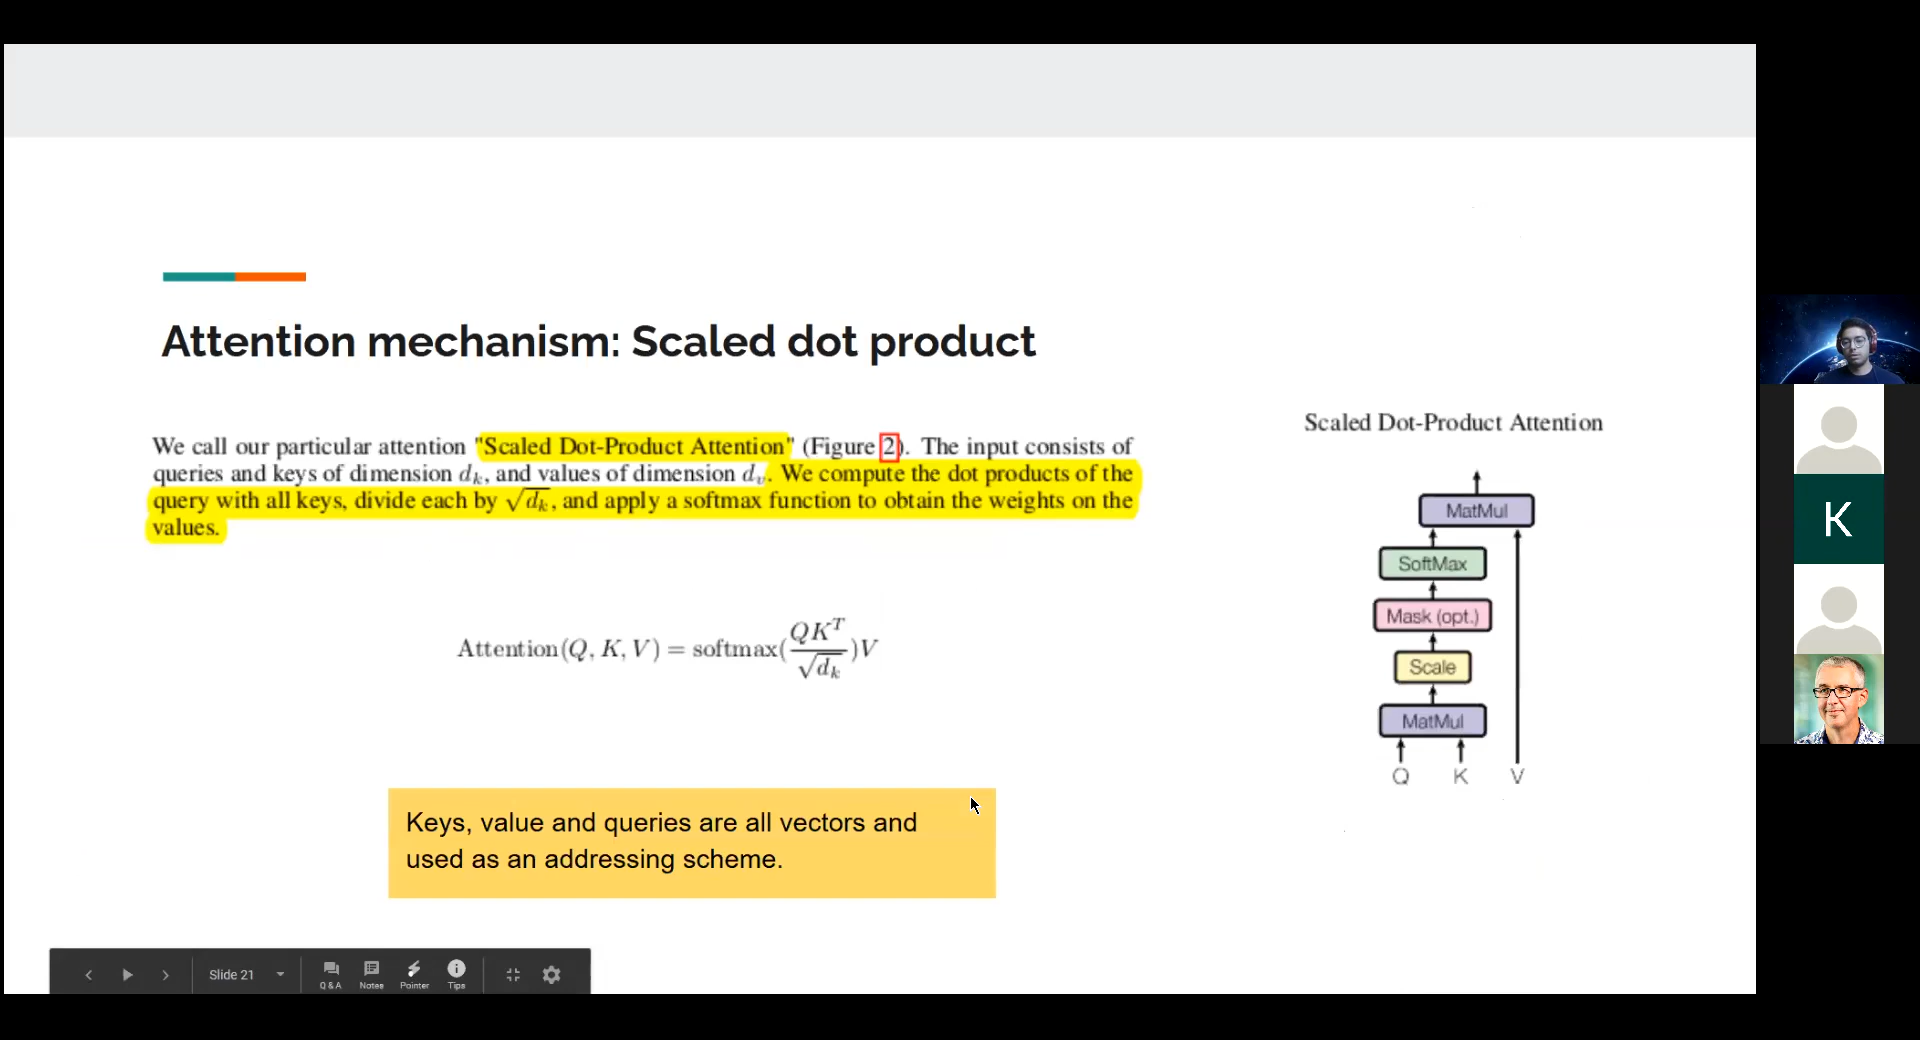 Attention mechanism: Scaled dot product
We call our particular attention "Scaled Dot-Product Attention" (Figure 2). The input consists of
queries and keys of dimension dₖ, and values of dimension dᵥ. We compute the dot products of the
query with all keys, divide each by √dₖ, and apply a softmax function to obtain the weights on the
values.
Attention(Q, K, V) = softmax(QKᵀ/√dₖ)V
Keys, value and queries are all vectors and
used as an addressing scheme.
Scaled Dot-Product Attention
MatMul
SoftMax
Mask (opt.)
Scale
MatMul
Q K V
K
Slide 21
Q & A Notes Pointer Tips